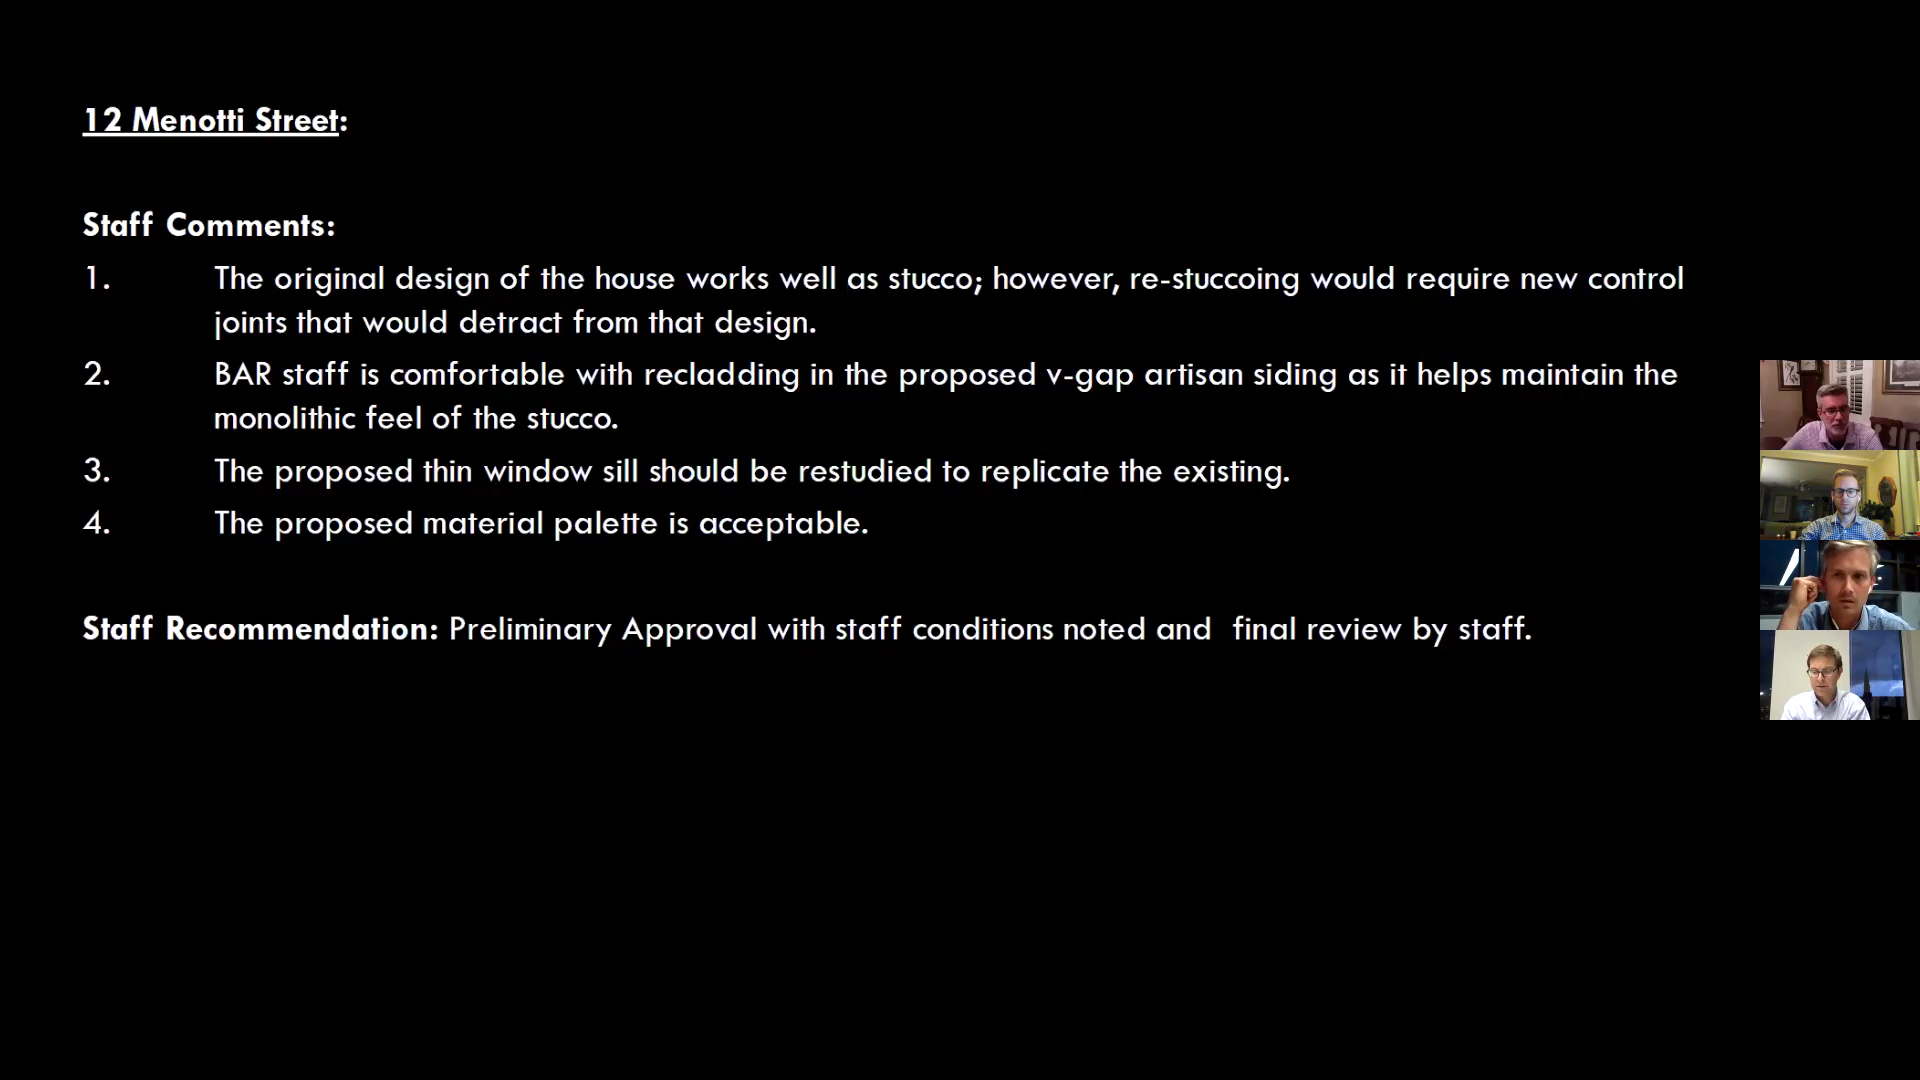 12 Menotti Street:
Staff Comments:
1. The original design of the house works well as stucco; however, re-stuccoing would require new control
joints that would detract from that design.
2. BAR staff is comfortable with recladding in the proposed v-gap artisan siding as it helps maintain the
monolithic feel of the stucco.
3. The proposed thin window sill should be restudied to replicate the existing.
4. The proposed material palette is acceptable.
Staff Recommendation: Preliminary Approval with staff conditions noted and  final review by staff.